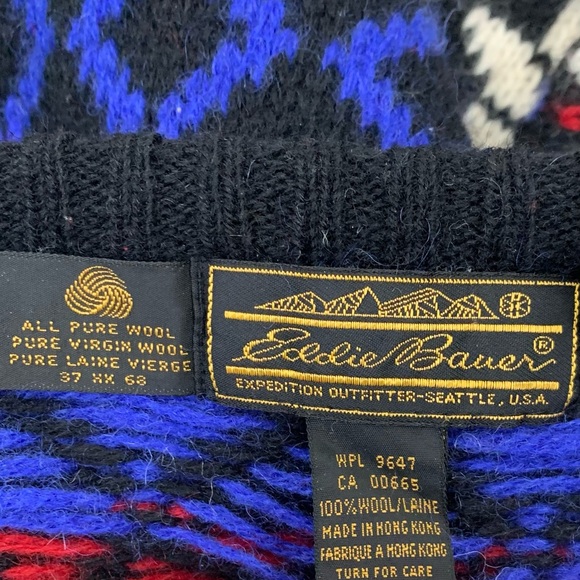 ALL PURE WOOL
PURE VIRGIN WOOL
PURE LAINE VIERGE
37 HK 68
Eddie Bauer®
EXPEDITION OUTFITTER-SEATTLE, U.S.A.
WPL 9647
CA 00665
100% WOOL/LAINE
MADE IN HONG KONG
FABRIQUE A HONG KONG
TURN FOR CARE